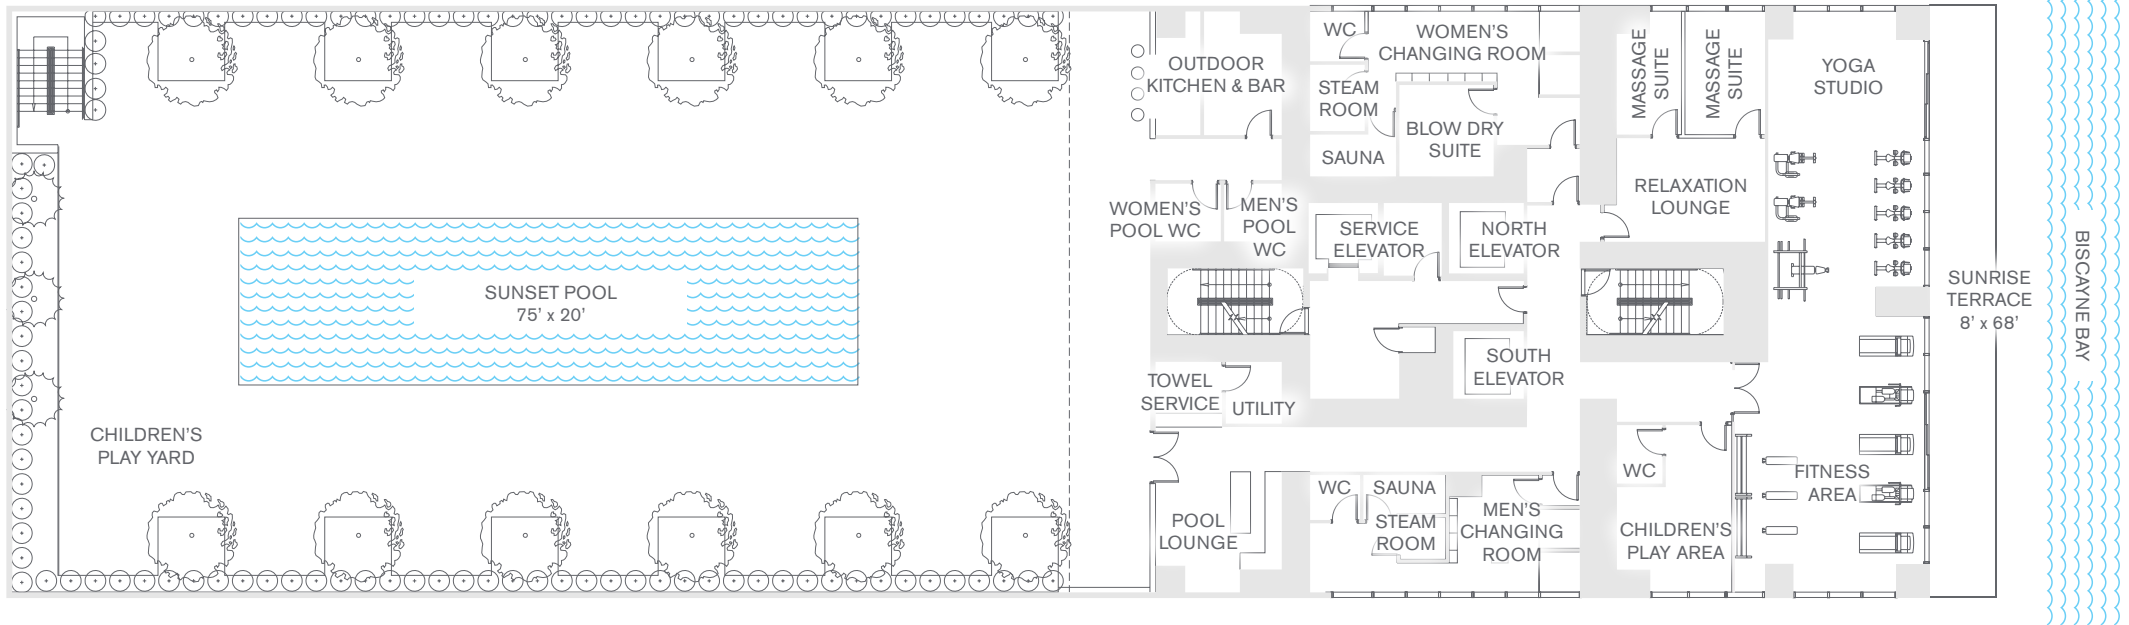 OUTDOOR
KITCHEN & BAR
WC
WOMEN’S
CHANGING ROOM
STEAM
ROOM
BLOW DRY
SUITE
SAUNA
MASSAGE
SUITE
MASSAGE
SUITE
YOGA
STUDIO
RELAXATION
LOUNGE
WOMEN’S
POOL WC
MEN’S
POOL
WC
SERVICE
ELEVATOR
NORTH
ELEVATOR
SUNSET POOL
75’ x 20’
SUNRISE
TERRACE
8’ x 68’
BISCAYNE BAY
SOUTH
ELEVATOR
TOWEL
SERVICE
UTILITY
CHILDREN’S
PLAY YARD
POOL
LOUNGE
WC
SAUNA
STEAM
ROOM
MEN’S
CHANGING
ROOM
WC
CHILDREN’S
PLAY AREA
FITNESS
AREA